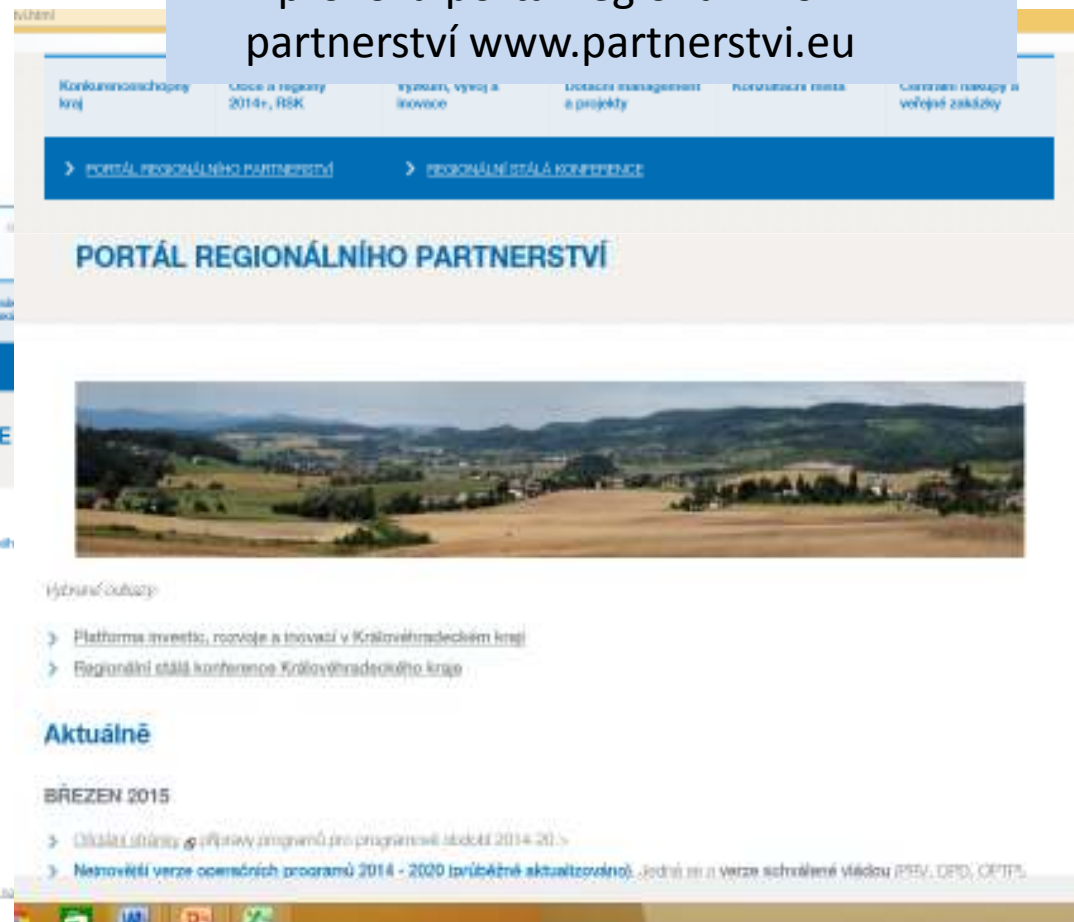 partnerství www.partnerstvi.eu
Konkurenceschopný kraj
Obce a regiony 2014+, RSK
Výzkum, vývoj a inovace
Dotační management a projekty
Konzultační místa
Centrální nákupy a veřejné zakázky
PORTÁL REGIONÁLNÍHO PARTNERSTVÍ
REGIONÁLNÍ STÁLÁ KONFERENCE
PORTÁL REGIONÁLNÍHO PARTNERSTVÍ
Vybrané odkazy
Platforma investic, rozvoje a inovací v Královéhradeckém kraji
Regionální stálá konference Královéhradeckého kraje
Aktuálně
BŘEZEN 2015
Oficiální stránky přípravy programů pro programové období 2014-20 >
Nejnovější verze operačních programů 2014 - 2020 (průběžně aktualizováno). Jedná se o verze schválené vládou